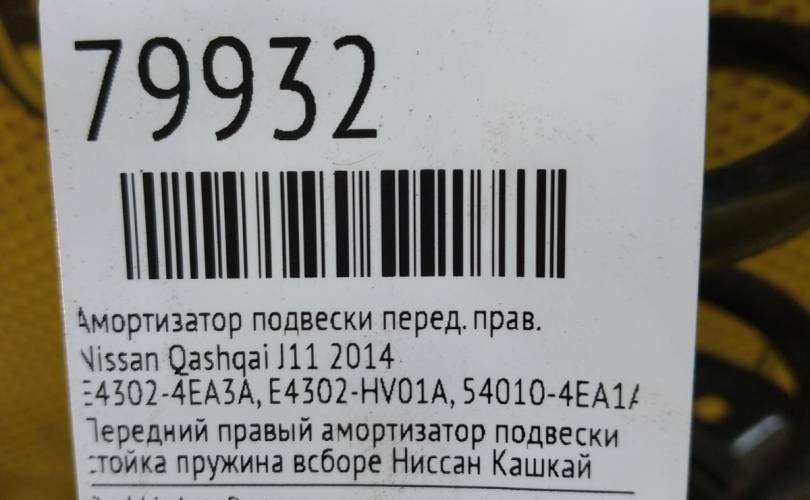 79932
Амортизатор подвески перед. прав.
Nissan Qashqai J11 2014
E4302-4EA3A, E4302-HV01A, 54010-4EA1A
Передний правый амортизатор подвески
стойка пружина всборе Ниссан Кашкай